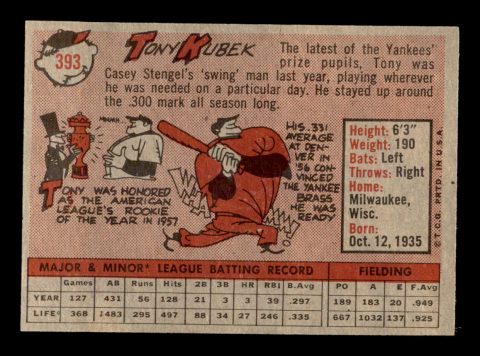 393
TONY KUBEK
The latest of the Yankees'
prize pupils, Tony was
Casey Stengel's 'swing' man last year, playing wherever
he was needed on a particular day. He stayed up around
the .300 mark all season long.
TONY WAS HONORED
AS THE AMERICAN
LEAGUE'S ROOKIE
OF THE YEAR IN 1957
HIS .331
AVERAGE
AT DEN-
VER IN
'56 CON-
VINCED
THE YANKEE
BRASS HE
WAS
READY
WHAM
Height: 6'3"
Weight: 190
Bats: Left
Throws: Right
Home:
Milwaukee,
Wisc.
Born:
Oct. 12, 1935
© T.C.G. PRTD. IN U.S.A.
MAJOR & MINOR* LEAGUE BATTING RECORD FIELDING
Games AB Runs Hits 2B 3B HR RBI B.Avg PO A E F.Avg
YEAR 127 431 56 128 21 3 3 39 .297 189 183 20 .949
LIFE* 368 1483 295 497 88 34 27 246 .335 667 1032 137 .925